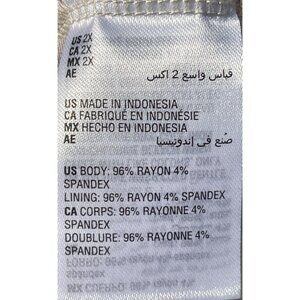 US 2X
CA 2X
MX 2X
AE قياس واسع 2 اكس
US MADE IN INDONESIA
CA FABRIQUÉ EN INDONÉSIE
MX HECHO EN INDONESIA
AE صُنع في إندونيسيا
US BODY: 96% RAYON 4%
SPANDEX
LINING: 96% RAYON 4% SPANDEX
CA CORPS: 96% RAYONNE 4%
SPANDEX
DOUBLURE: 96% RAYONNE 4%
SPANDEX